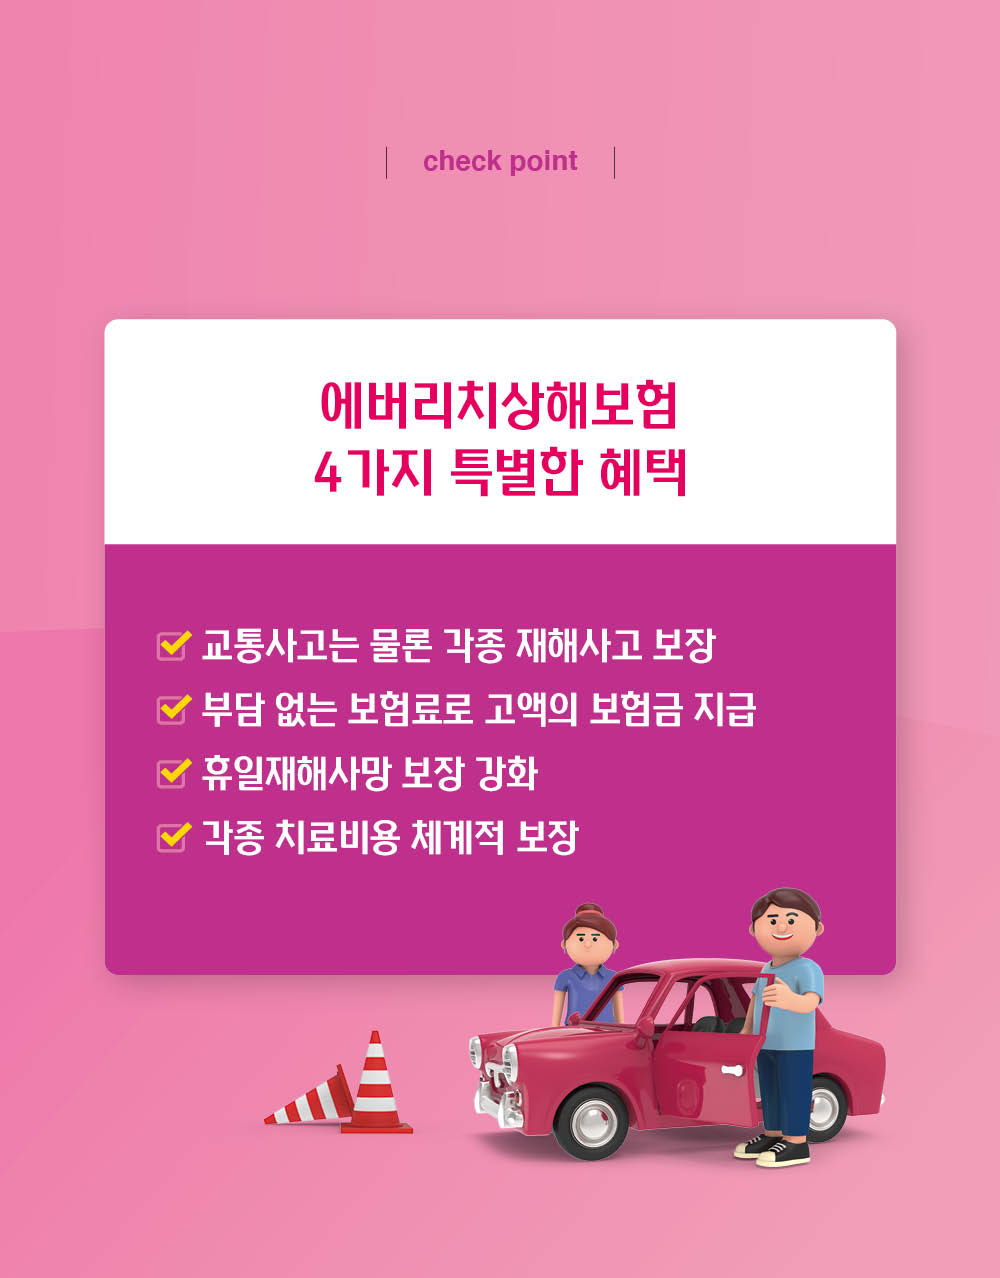 check point
에버리치상해보험
4가지 특별한 혜택
교통사고는 물론 각종 재해사고 보장
부담 없는 보험료로 고액의 보험금 지급
휴일재해사망 보장 강화
각종 치료비용 체계적 보장